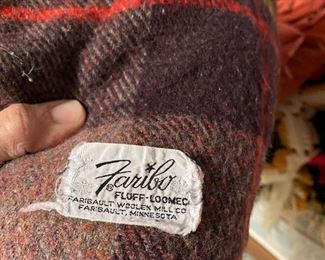 Faribo
®FLUFF-LOOMED
FARIBAULT WOOLEN MILL CO
FARIBAULT, MINNESOTA